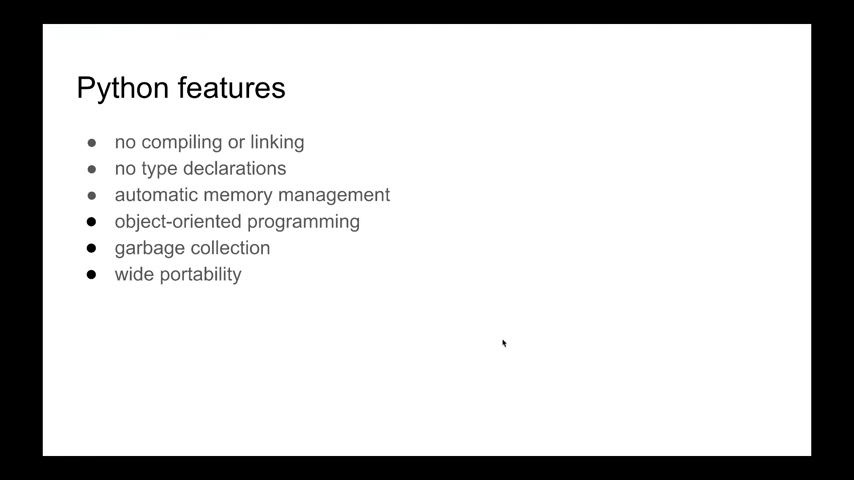 Python features
● no compiling or linking
● no type declarations
● automatic memory management
● object-oriented programming
● garbage collection
● wide portability